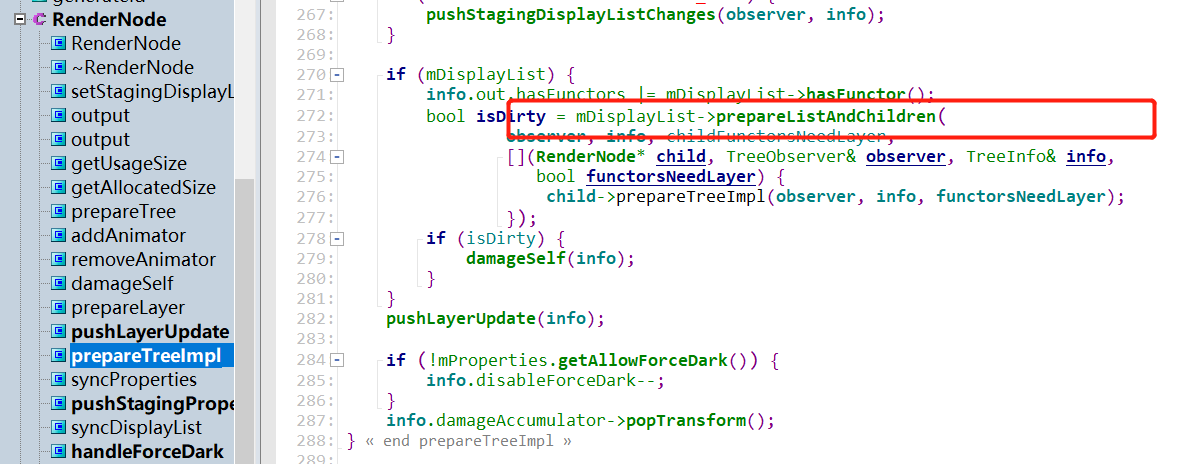 generateId
RenderNode
RenderNode
~RenderNode
setStagingDisplayL
output
output
getUsageSize
getAllocatedSize
prepareTree
addAnimator
removeAnimator
damageSelf
prepareLayer
pushLayerUpdate
prepareTreeImpl
syncProperties
pushStagingPrope
syncDisplayList
handleForceDark
267: pushStagingDisplayListChanges(observer, info);
268: }
269:
270: if (mDisplayList) {
271: info.out.hasFunctors |= mDisplayList->hasFunctor();
272: bool isDirty = mDisplayList->prepareListAndChildren(
273: observer, info, childFunctorsNeedLayer,
274: [](RenderNode* child, TreeObserver& observer, TreeInfo& info,
275: bool functorsNeedLayer) {
276: child->prepareTreeImpl(observer, info, functorsNeedLayer);
277: });
278: if (isDirty) {
279: damageSelf(info);
280: }
281: }
282: pushLayerUpdate(info);
283:
284: if (!mProperties.getAllowForceDark()) {
285: info.disableForceDark--;
286: }
287: info.damageAccumulator->popTransform();
288: } « end prepareTreeImpl »